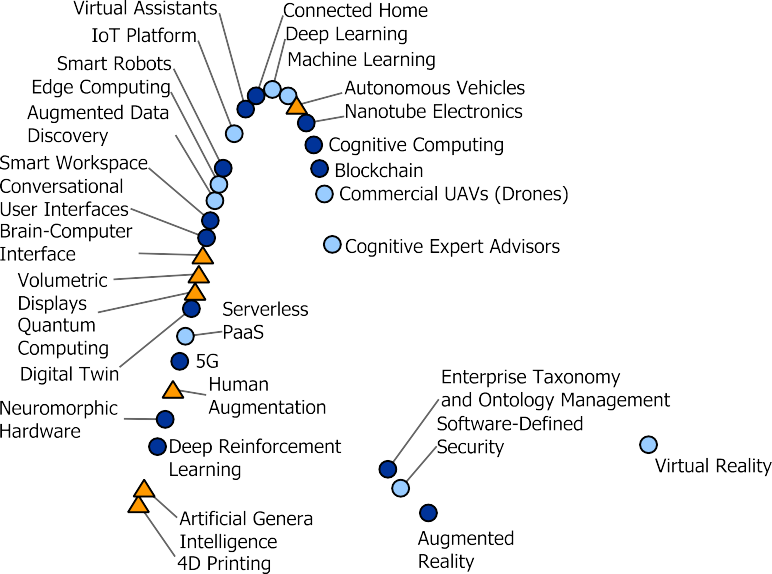 Virtual Assistants
IoT Platform
Smart Robots
Edge Computing
Augmented Data
Discovery
Smart Workspace
Conversational
User Interfaces
Brain-Computer
Interface
Volumetric
Displays
Quantum
Computing
Digital Twin
Neuromorphic
Hardware
Connected Home
Deep Learning
Machine Learning
Autonomous Vehicles
Nanotube Electronics
Cognitive Computing
Blockchain
Commercial UAVs (Drones)
Cognitive Expert Advisors
Serverless
PaaS
5G
Human
Augmentation
Deep Reinforcement
Learning
Artificial Genera
Intelligence
4D Printing
Enterprise Taxonomy
and Ontology Management
Software-Defined
Security
Augmented
Reality
Virtual Reality